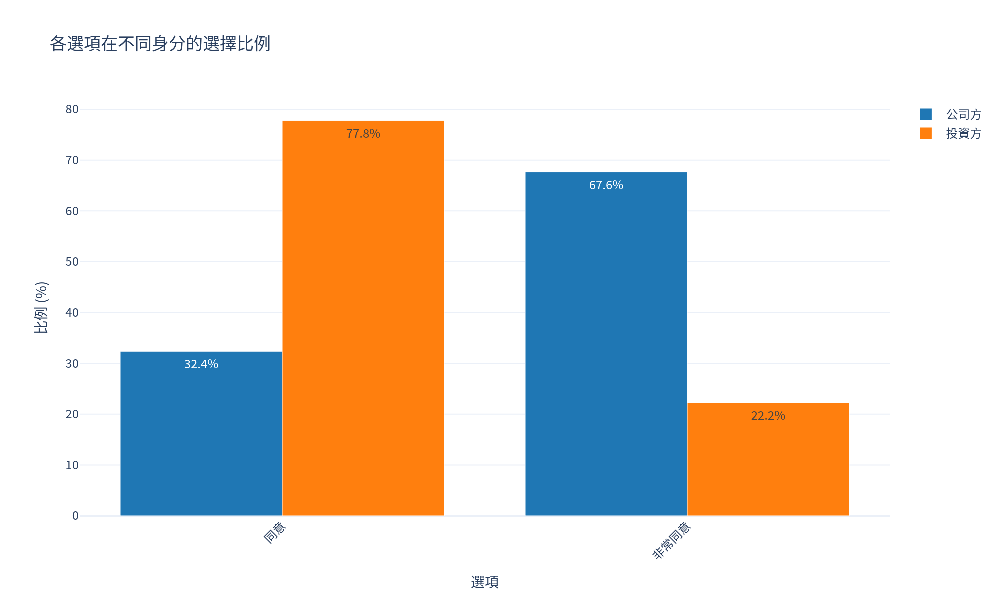 各選項在不同身分的選擇比例
公司方
投資方
80
70
60
50
40
30
20
10
0
比例 (%)
32.4%
77.8%
67.6%
22.2%
同意
非常同意
選項